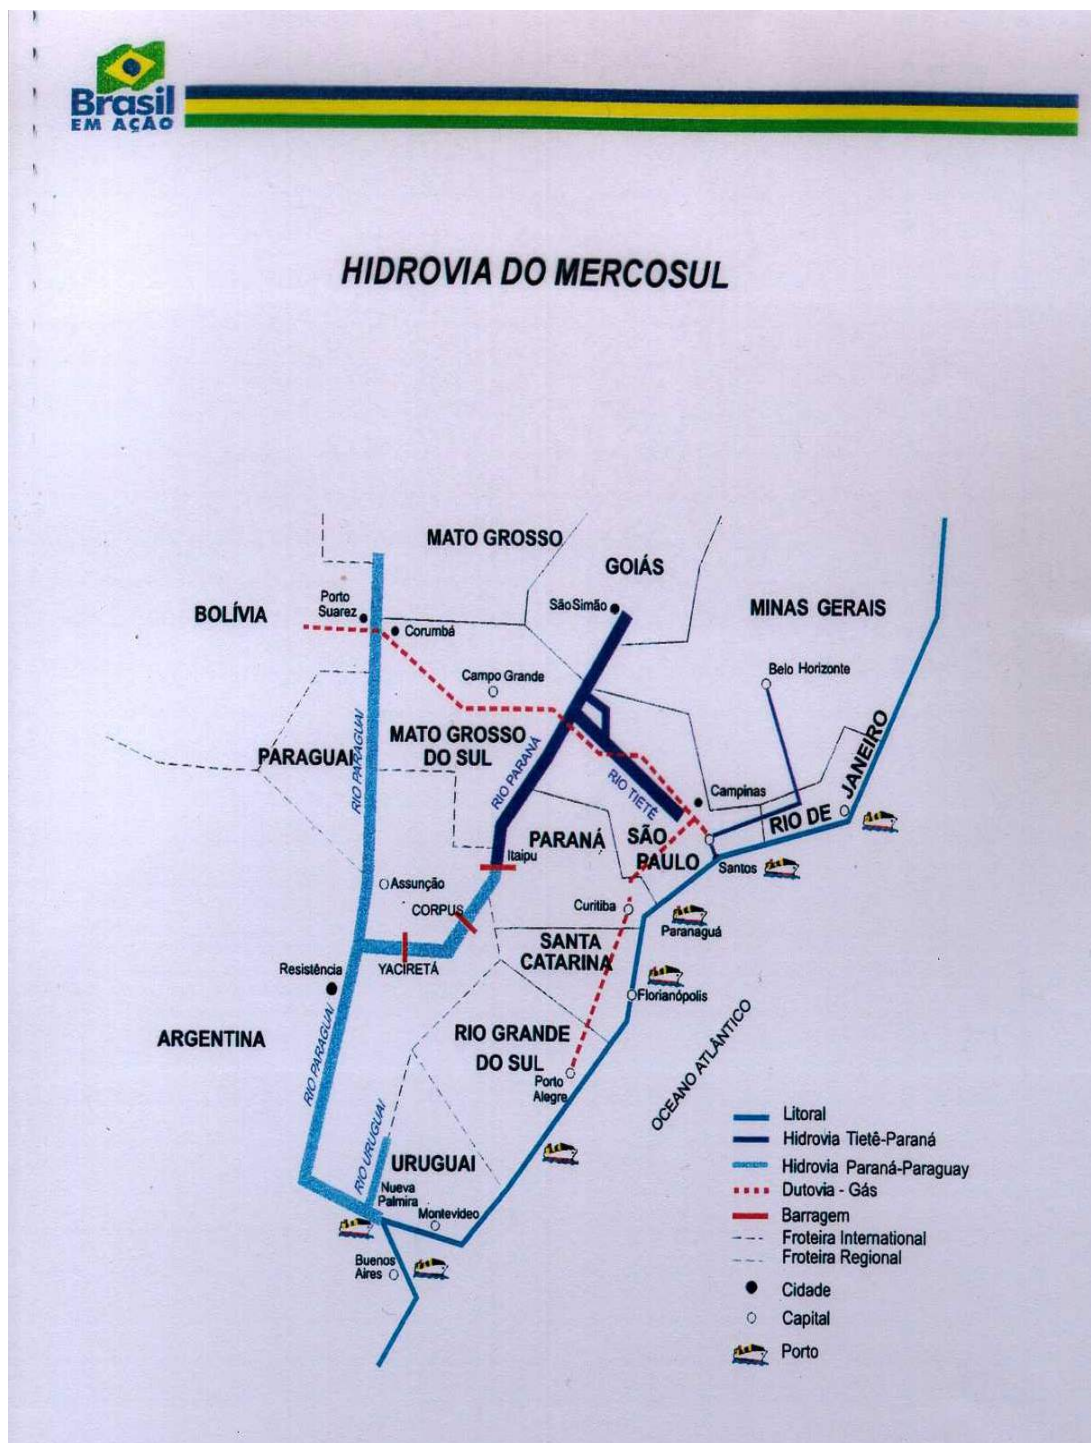 Brasil
EM AÇÃO
HIDROVIA DO MERCOSUL
MATO GROSSO
GOIÁS
Porto
Suarez
BOLÍVIA
São Simão
MINAS GERAIS
Corumbá
Belo Horizonte
Campo Grande
RIO PARAGUAI
MATO GROSSO
DO SUL
PÁRAGUAI
RIO PARANÁ
RIO TIETÊ
Campinas
RIO DE JANEIRO
PARANÁ
SÃO
PAULO
Itaipu
Santos
Assunção
CORPUS
Curitiba
Paranaguá
SANTA
CATARINA
YACIRETÁ
Resistência
Florianópolis
ARGENTINA
RIO GRANDE
DO SUL
RIO PARAGUAI
Porto
Alegre
OCEANO ATLÂNTICO
RIO URUGUAI
URUGUAI
Nueva
Palmira
Montevideo
Buenos
Aires
Litoral
Hidrovia Tietê-Paraná
Hidrovia Paraná-Paraguay
Dutovia - Gás
Barragem
Froteira International
Froteira Regional
Cidade
Capital
Porto